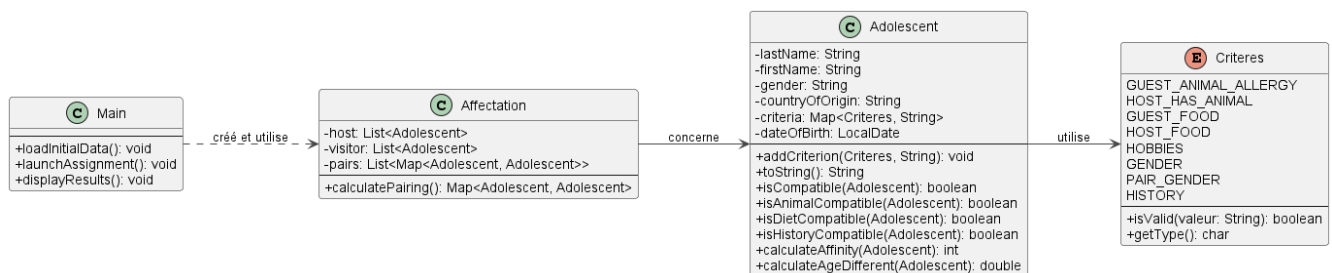 C Main
+loadInitialData(): void
+launchAssignment(): void
+displayResults(): void
créé et utilise
C Affectation
-host: List<Adolescent>
-visitor: List<Adolescent>
-pairs: List<Map<Adolescent, Adolescent>>
+calculatePairing(): Map<Adolescent, Adolescent>
concerne
C Adolescent
-lastName: String
-firstName: String
-gender: String
-countryOfOrigin: String
-criteria: Map<Criteres, String>
-dateOfBirth: LocalDate
+addCriterion(Criteres, String): void
+toString(): String
+isCompatible(Adolescent): boolean
+isAnimalCompatible(Adolescent): boolean
+isDietCompatible(Adolescent): boolean
+isHistoryCompatible(Adolescent): boolean
+calculateAffinity(Adolescent): int
+calculateAgeDifferent(Adolescent): double
utilise
E Criteres
GUEST_ANIMAL_ALLERGY
HOST_HAS_ANIMAL
GUEST_FOOD
HOST_FOOD
HOBBIES
GENDER
PAIR_GENDER
HISTORY
+isValid(valeur: String): boolean
+getType(): char